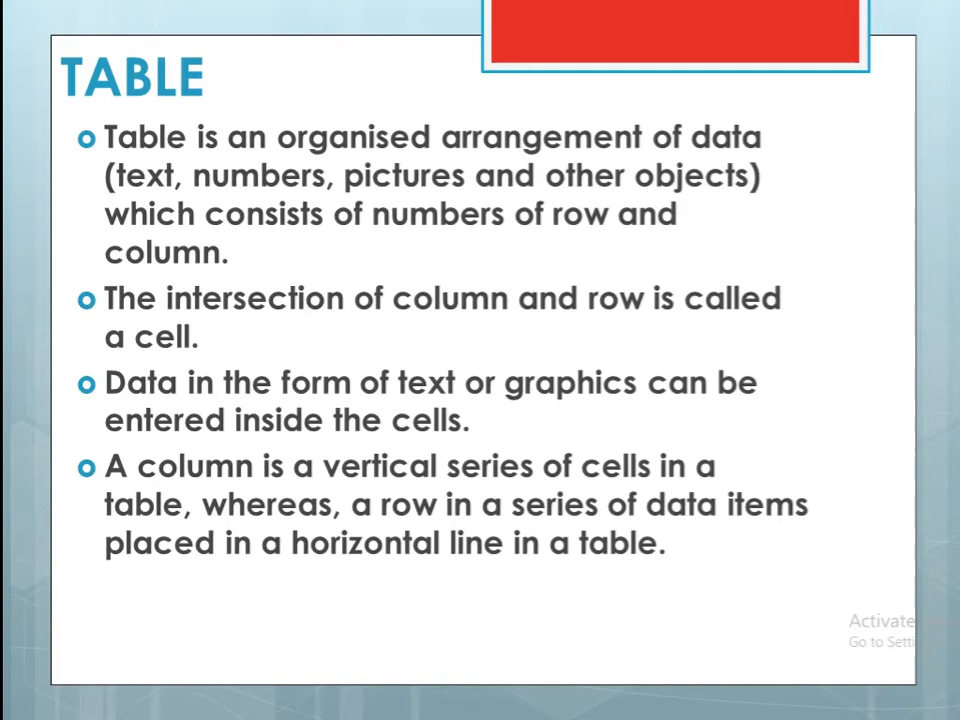 TABLE
Table is an organised arrangement of data
(text, numbers, pictures and other objects)
which consists of numbers of row and
column.
The intersection of column and row is called
a cell.
Data in the form of text or graphics can be
entered inside the cells.
A column is a vertical series of cells in a
table, whereas, a row in a series of data items
placed in a horizontal line in a table.
Activate
Go to Setti